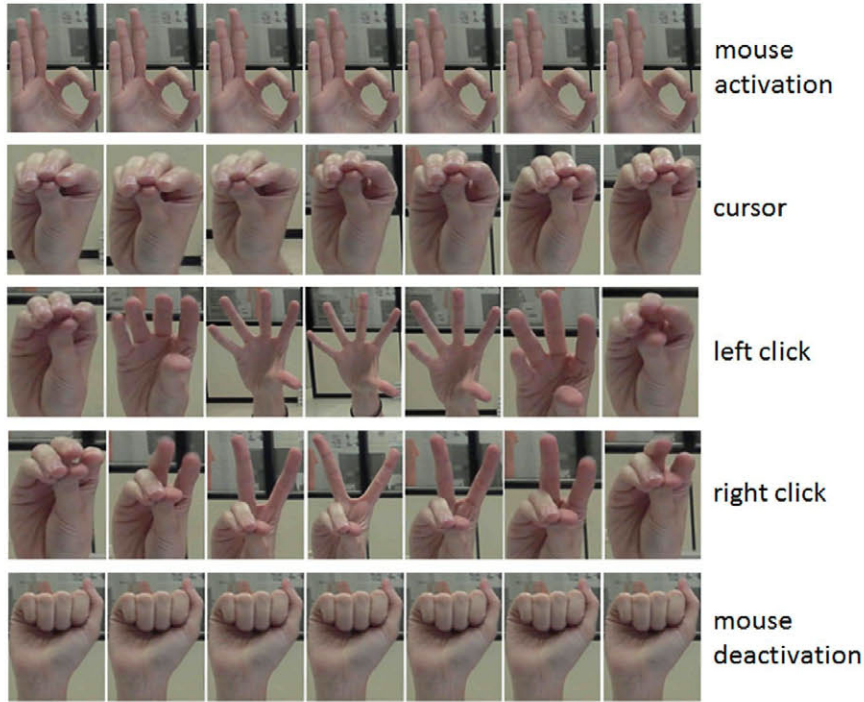 mouse
activation
cursor
left click
right click
mouse
deactivation